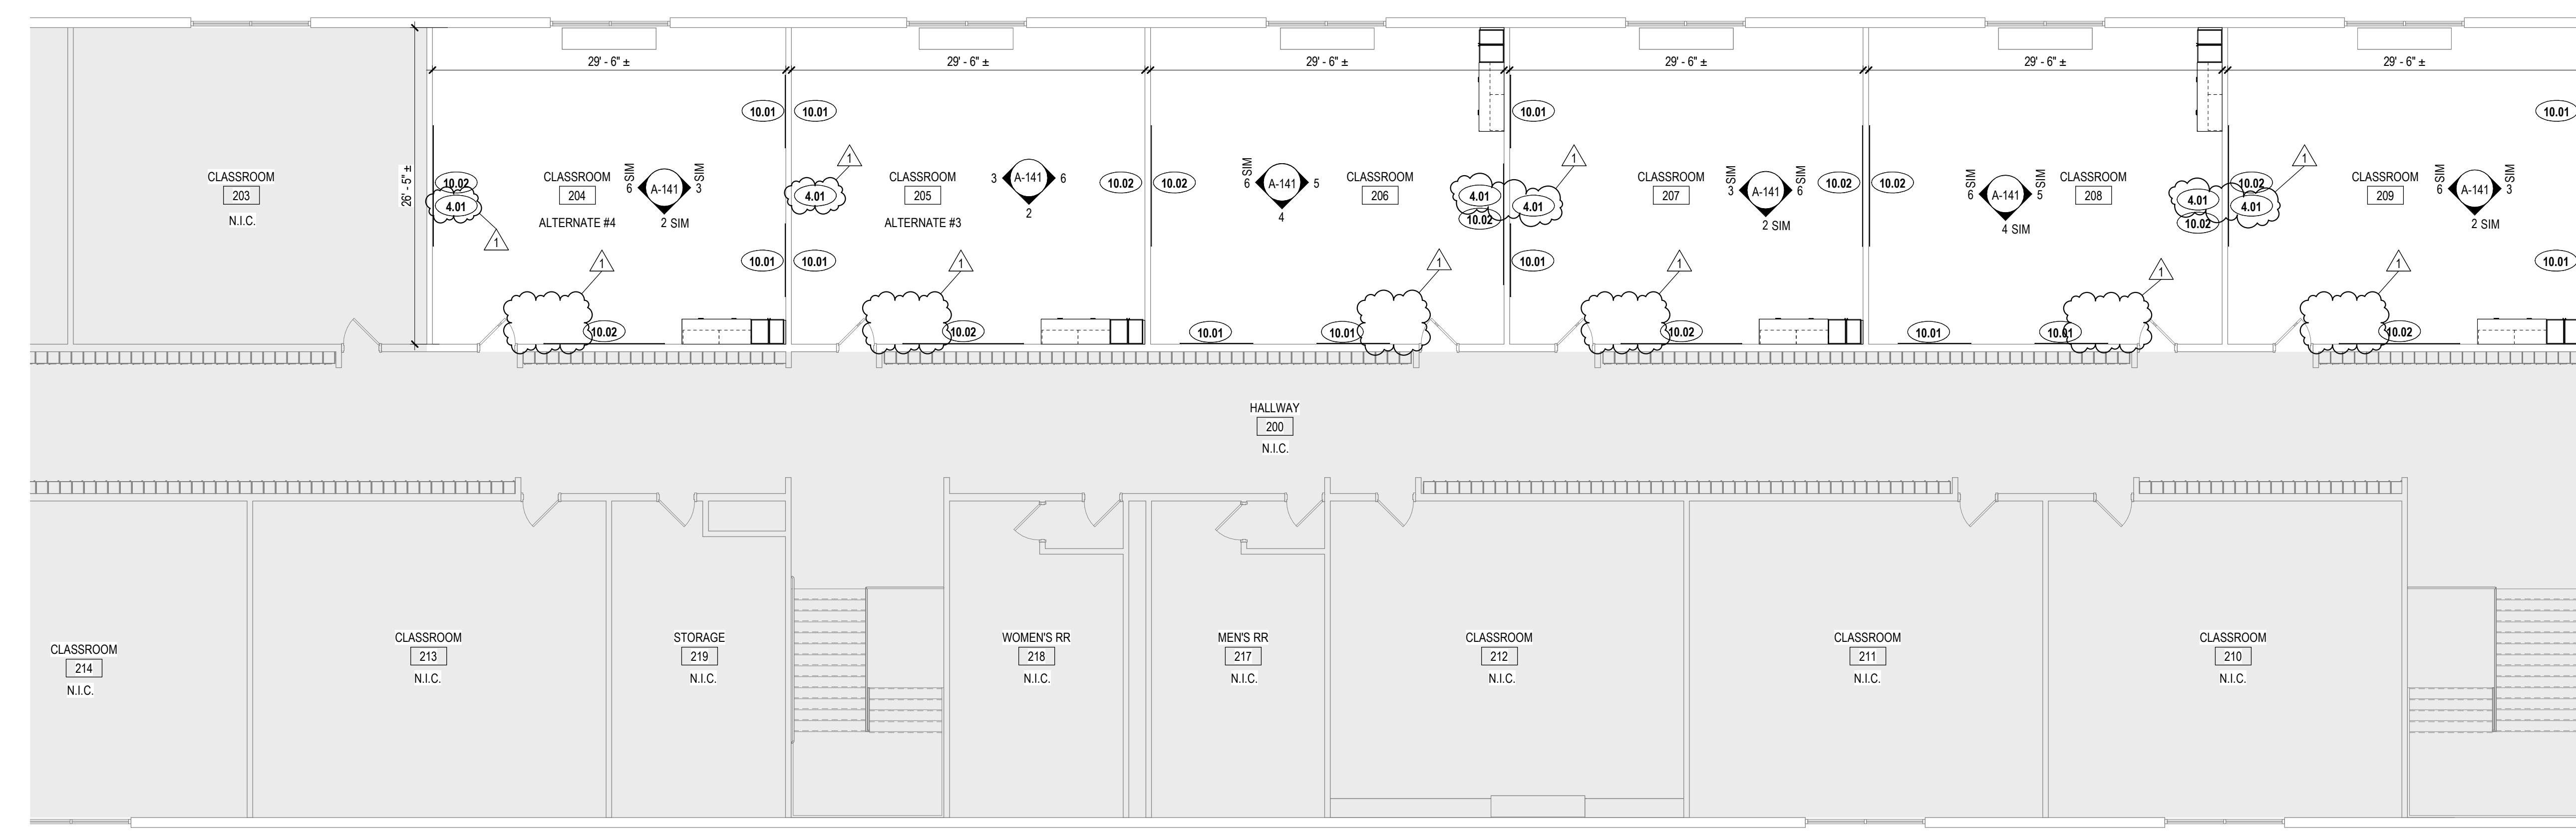 29' - 6" ±
29' - 6" ±
29' - 6" ±
29' - 6" ±
29' - 6" ±
29' - 6" ±
26' - 5" ±
CLASSROOM
203
N.I.C.
10.02
4.01
1
CLASSROOM
204
ALTERNATE #4
SIM
6
A-141
3
SIM
2 SIM
10.01
10.01
1
10.02
10.01
10.01
4.01
1
CLASSROOM
205
ALTERNATE #3
3
A-141
6
2
10.02
1
10.02
10.02
SIM
6
A-141
5
4
CLASSROOM
206
4.01
10.02
10.01
10.01
1
10.01
4.01
1
10.01
CLASSROOM
207
3
SIM
A-141
6
SIM
2 SIM
10.02
1
10.02
10.02
SIM
6
A-141
5
SIM
4 SIM
CLASSROOM
208
4.01
10.02
10.01
10.01
1
10.02
4.01
1
CLASSROOM
209
SIM
6
A-141
3
SIM
2 SIM
10.01
10.01
1
10.02
HALLWAY
200
N.I.C.
CLASSROOM
214
N.I.C.
CLASSROOM
213
N.I.C.
STORAGE
219
N.I.C.
WOMEN'S RR
218
N.I.C.
MEN'S RR
217
N.I.C.
CLASSROOM
212
N.I.C.
CLASSROOM
211
N.I.C.
CLASSROOM
210
N.I.C.